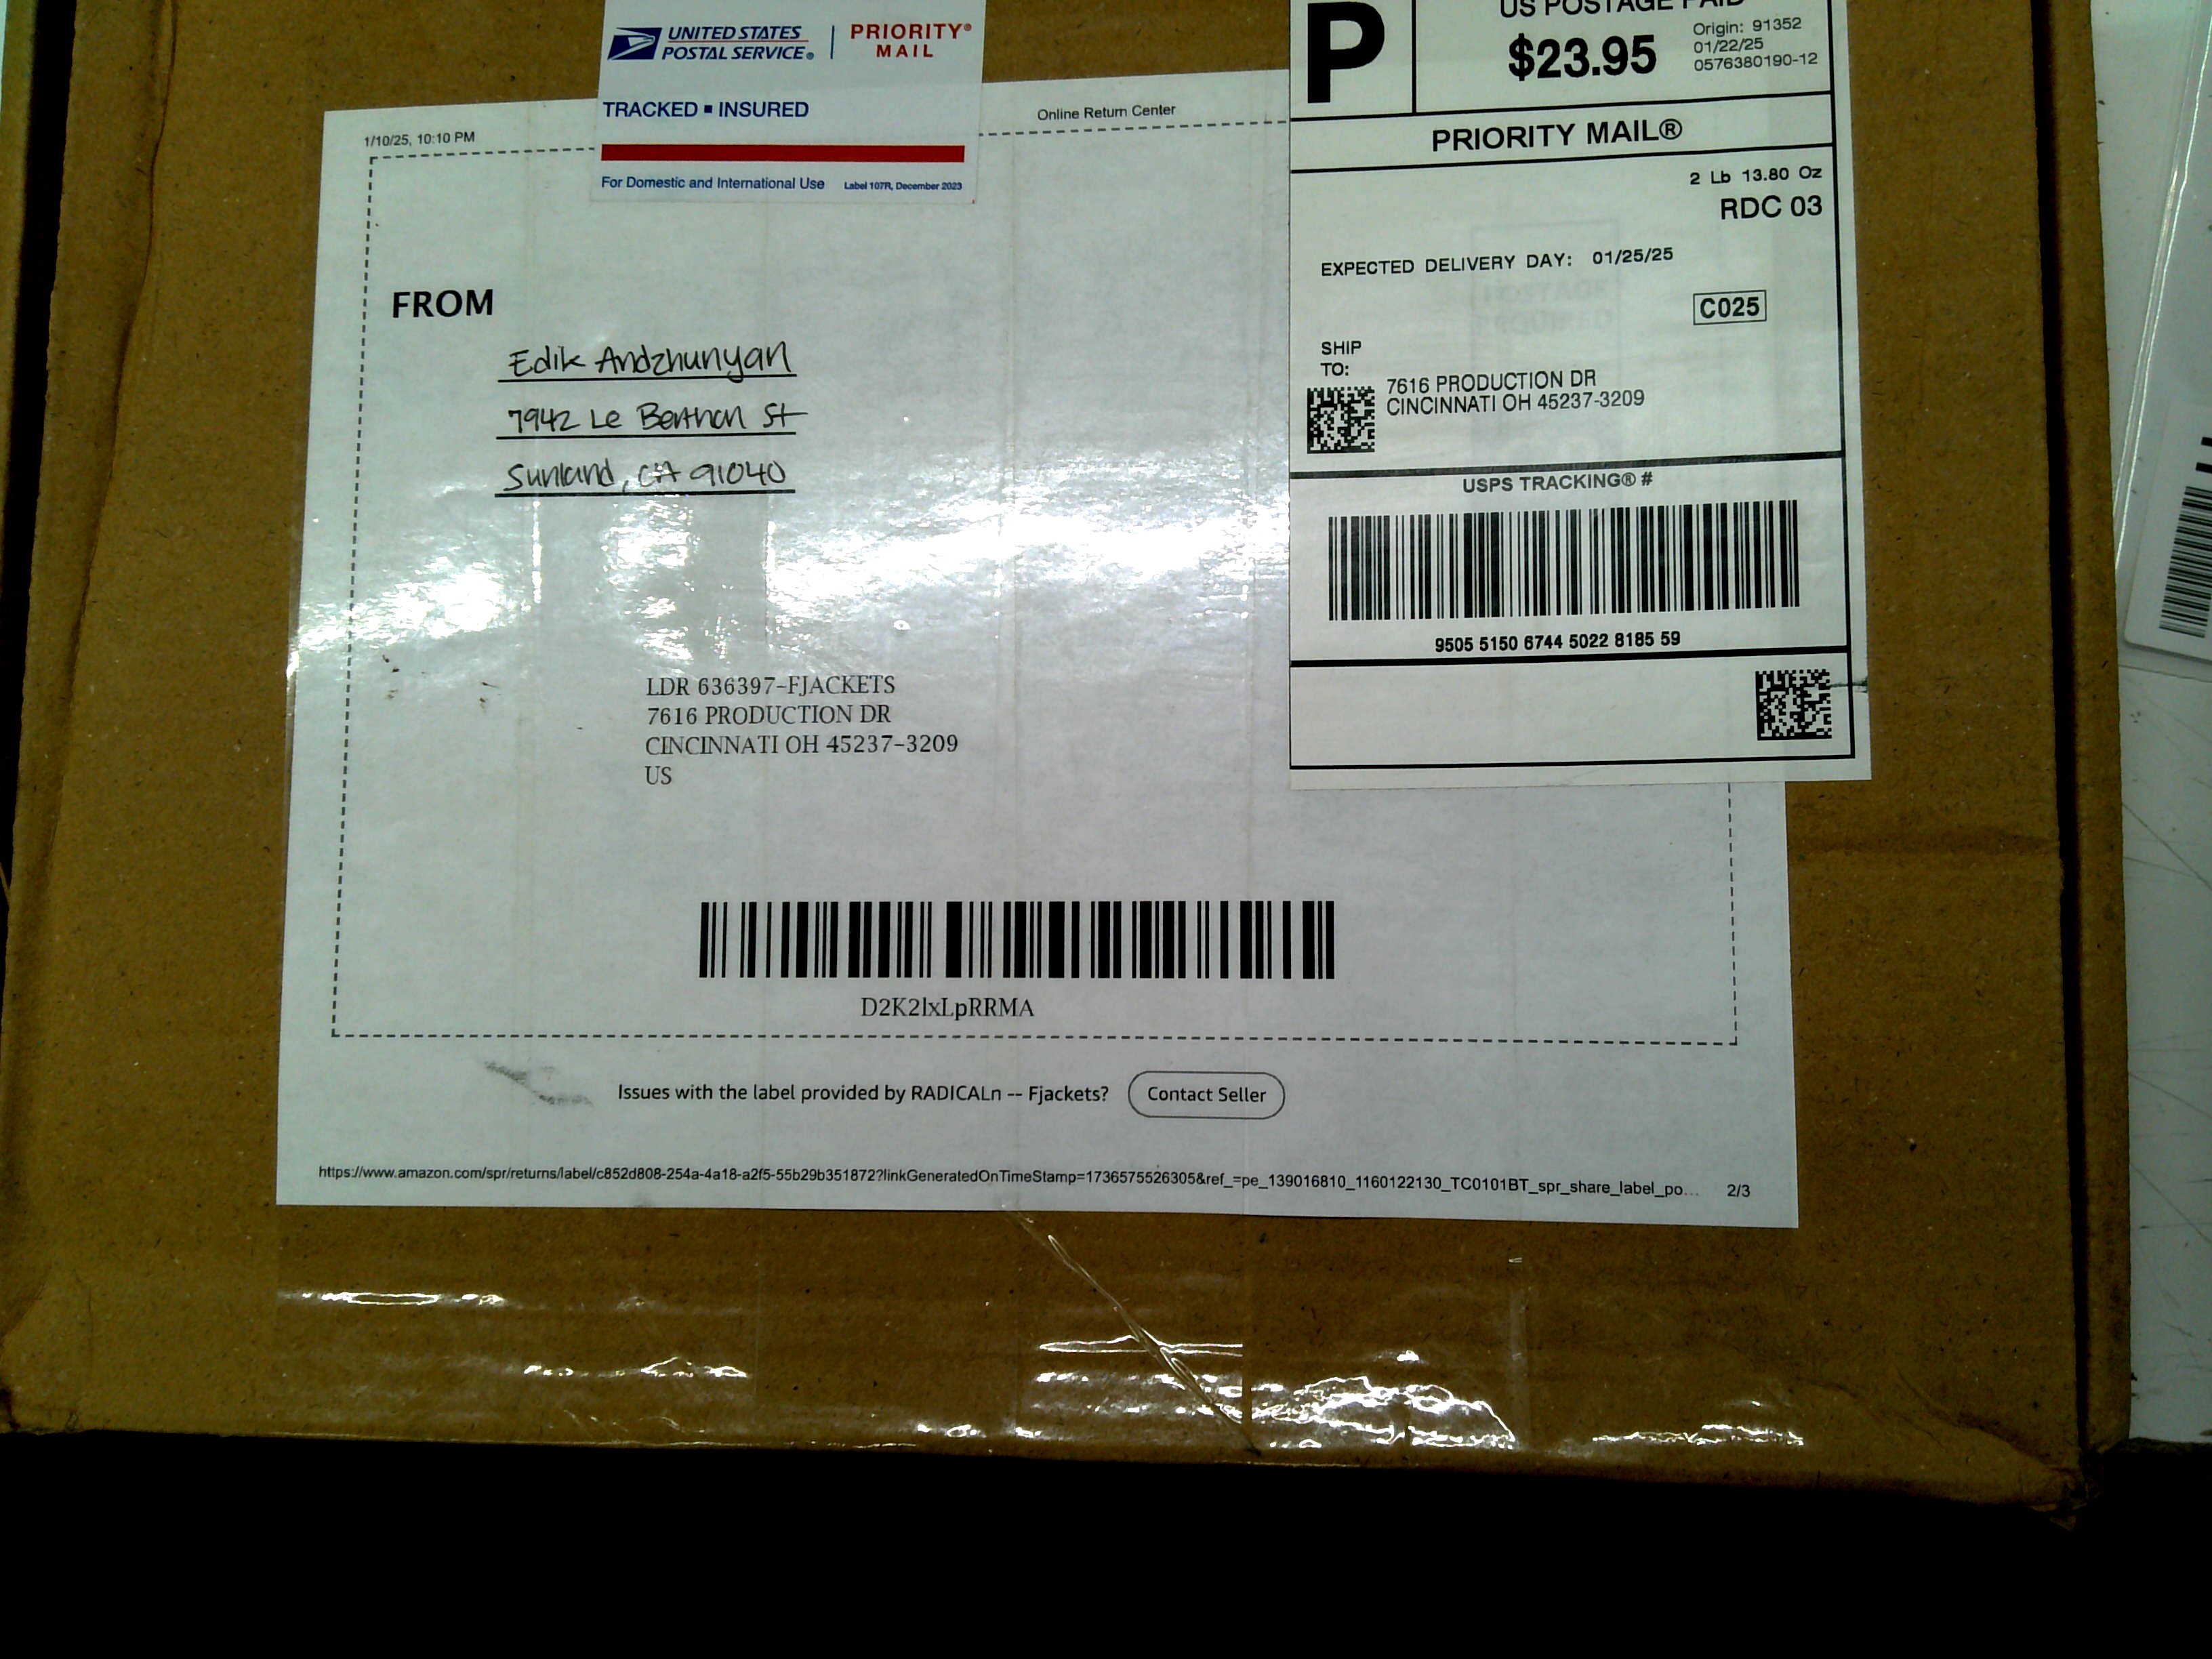 UNITED STATES
POSTAL SERVICE®
PRIORITY®
MAIL
TRACKED ▪ INSURED
For Domestic and International Use Label 107R, December 2023
P
US POSTAGE PAID
$23.95
Origin: 91352
01/22/25
0576380190-12
PRIORITY MAIL®
2 Lb 13.80 Oz
RDC 03
EXPECTED DELIVERY DAY: 01/25/25
C025
SHIP
TO:
7616 PRODUCTION DR
CINCINNATI OH 45237-3209
USPS TRACKING® #
9505 5150 6744 5022 8185 59
1/10/25, 10:10 PM
Online Return Center
FROM
Edik Andzhunyan
7942 Le Berthon St
Sunland, CA 91040
LDR 636397-FJACKETS
7616 PRODUCTION DR
CINCINNATI OH 45237-3209
US
D2K2lxLpRRMA
Issues with the label provided by RADICALn -- Fjackets? Contact Seller
https://www.amazon.com/spr/returns/label/c852d808-254a-4a18-a2f5-55b29b351872?linkGeneratedOnTimeStamp=1736575526305&ref_=pe_139016810_1160122130_TC0101BT_spr_share_label_po... 2/3